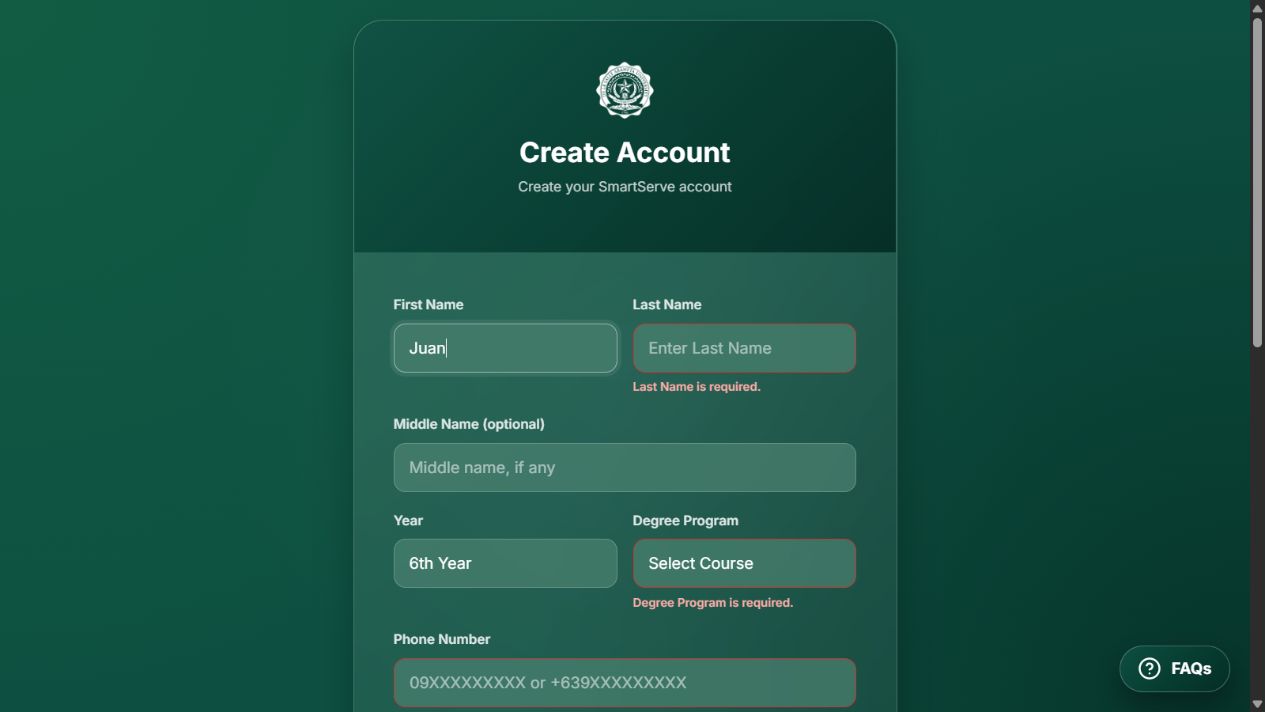 Create Account
Create your SmartServe account
First Name
Last Name
Juan
Enter Last Name
Last Name is required.
Middle Name (optional)
Middle name, if any
Year
Degree Program
6th Year
Select Course
Degree Program is required.
Phone Number
09XXXXXXXXX or +639XXXXXXXXX
FAQs